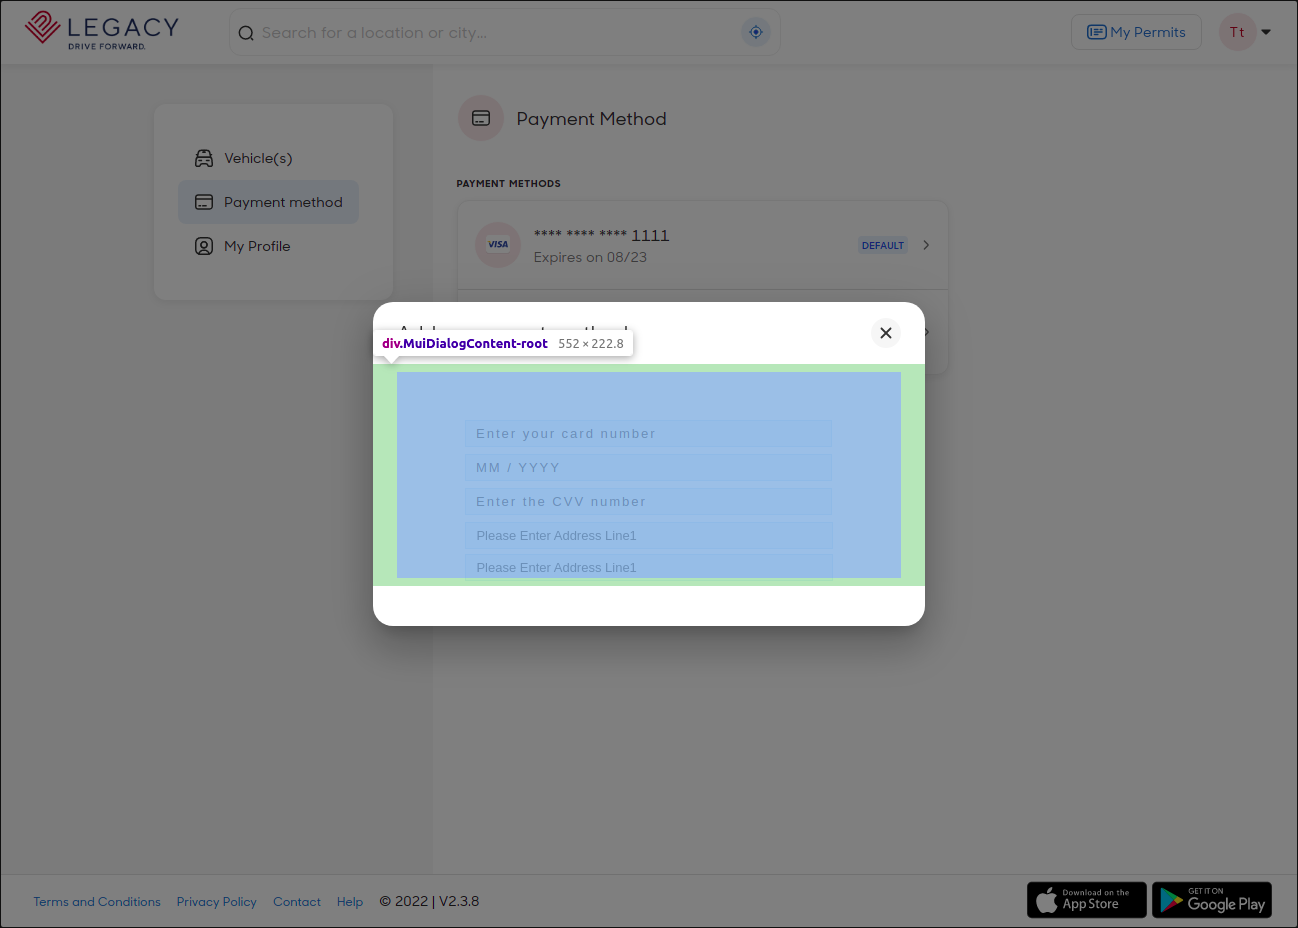 LEGACY
DRIVE FORWARD.
Search for a location or city...
My Permits
Tt
Vehicle(s)
Payment method
My Profile
Payment Method
PAYMENT METHODS
VISA
**** **** **** 1111
Expires on 08/23
DEFAULT
div.MuiDialogContent-root 552 × 222.8
Enter your card number
MM / YYYY
Enter the CVV number
Please Enter Address Line1
Please Enter Address Line1
Terms and Conditions Privacy Policy Contact Help © 2022 | V2.3.8
Download on the
App Store
GET IT ON
Google Play